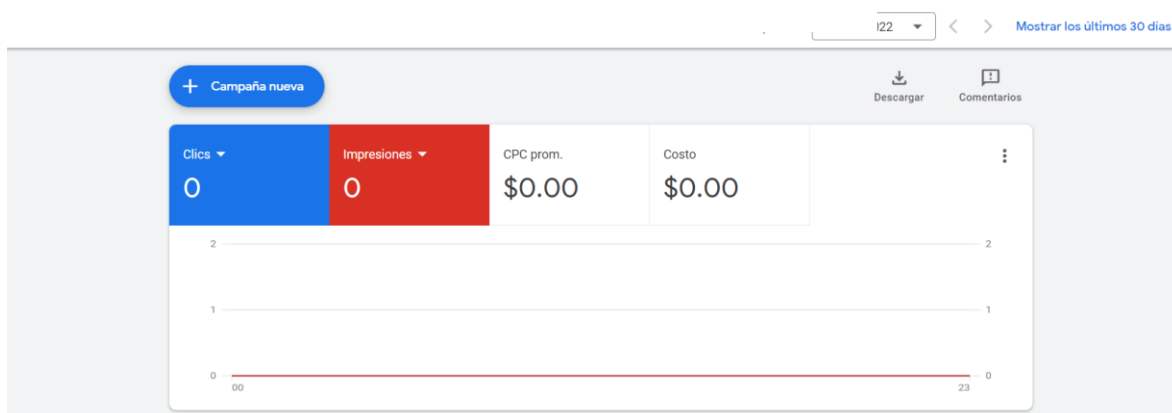 Mostrar los últimos 30 días
+ Campaña nueva
Descargar
Comentarios
Clics
Impresiones
CPC prom.
Costo
0
0
$0.00
$0.00
2
2
1
1
0
0
00
23